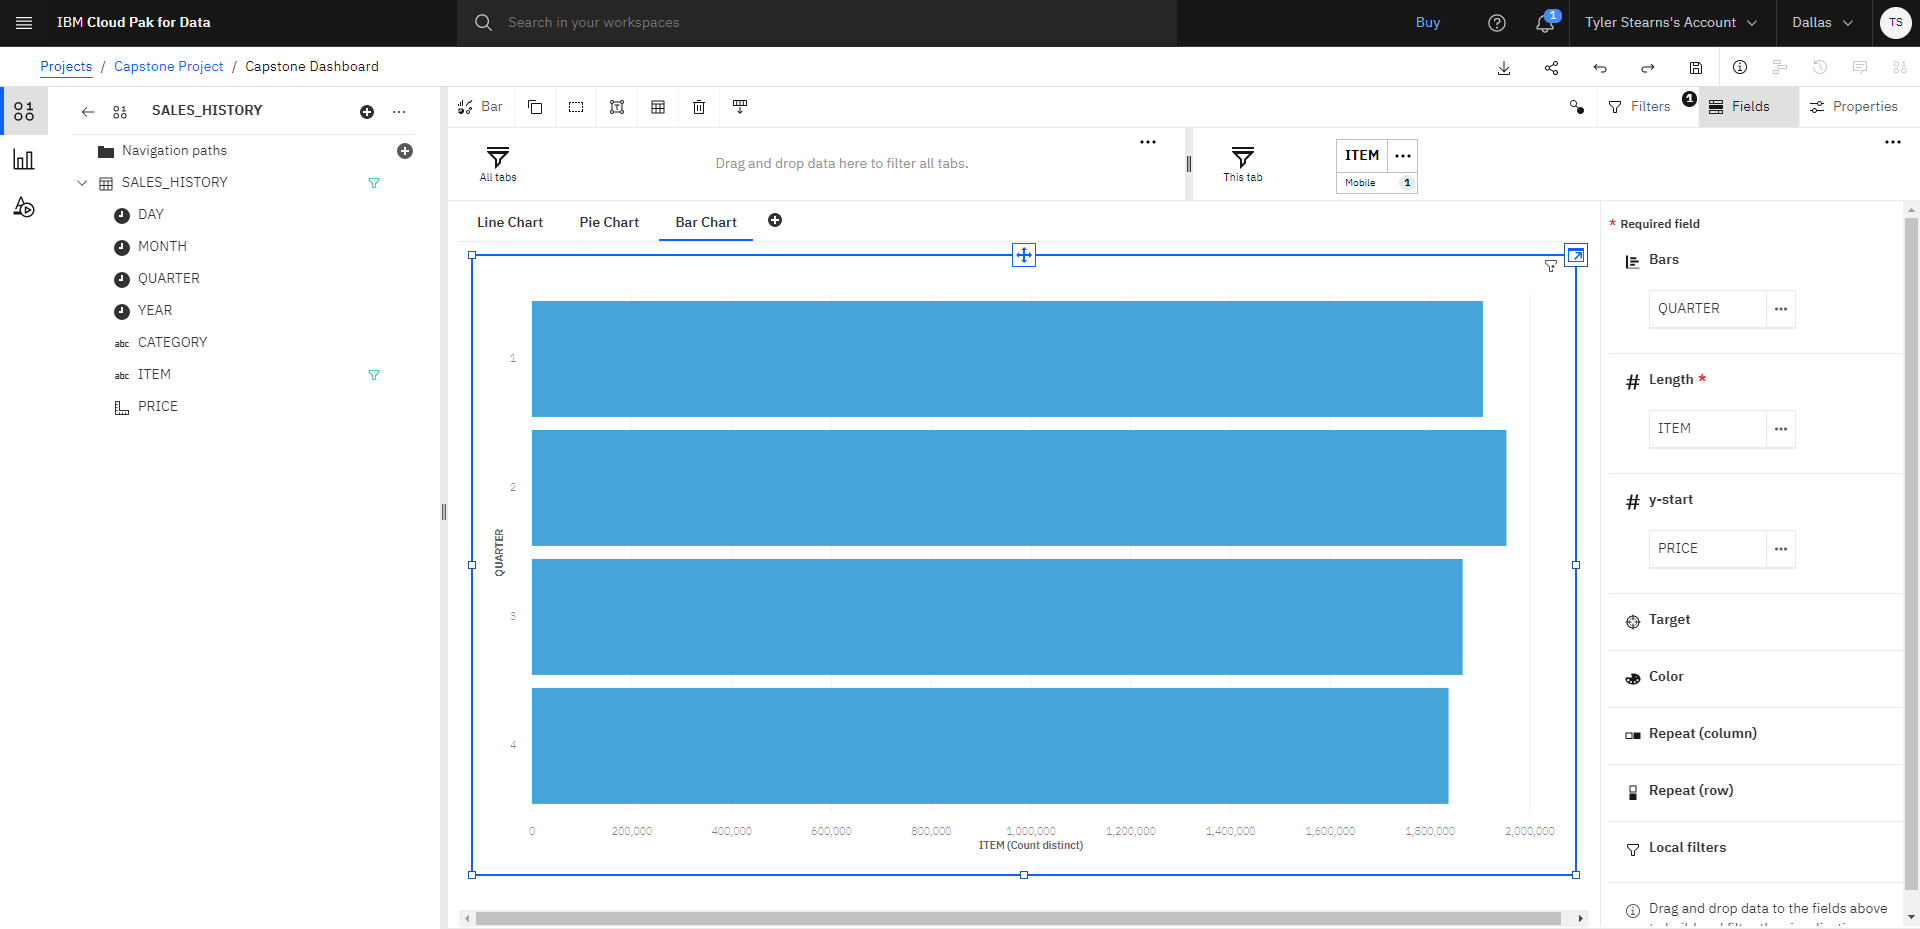 IBM Cloud Pak for Data
Search in your workspaces
Buy
1
Tyler Stearns's Account
Dallas
TS
Projects / Capstone Project / Capstone Dashboard
SALES_HISTORY
Navigation paths
SALES_HISTORY
DAY
MONTH
QUARTER
YEAR
abc CATEGORY
abc ITEM
PRICE
Bar
Filters 1
Fields
Properties
All tabs
Drag and drop data here to filter all tabs.
This tab
ITEM
Mobile 1
Line Chart
Pie Chart
Bar Chart
QUARTER
1
2
3
4
0 200,000 400,000 600,000 800,000 1,000,000 1,200,000 1,400,000 1,600,000 1,800,000 2,000,000
ITEM (Count distinct)
* Required field
Bars
QUARTER
# Length *
ITEM
# y-start
PRICE
Target
Color
Repeat (column)
Repeat (row)
Local filters
Drag and drop data to the fields above